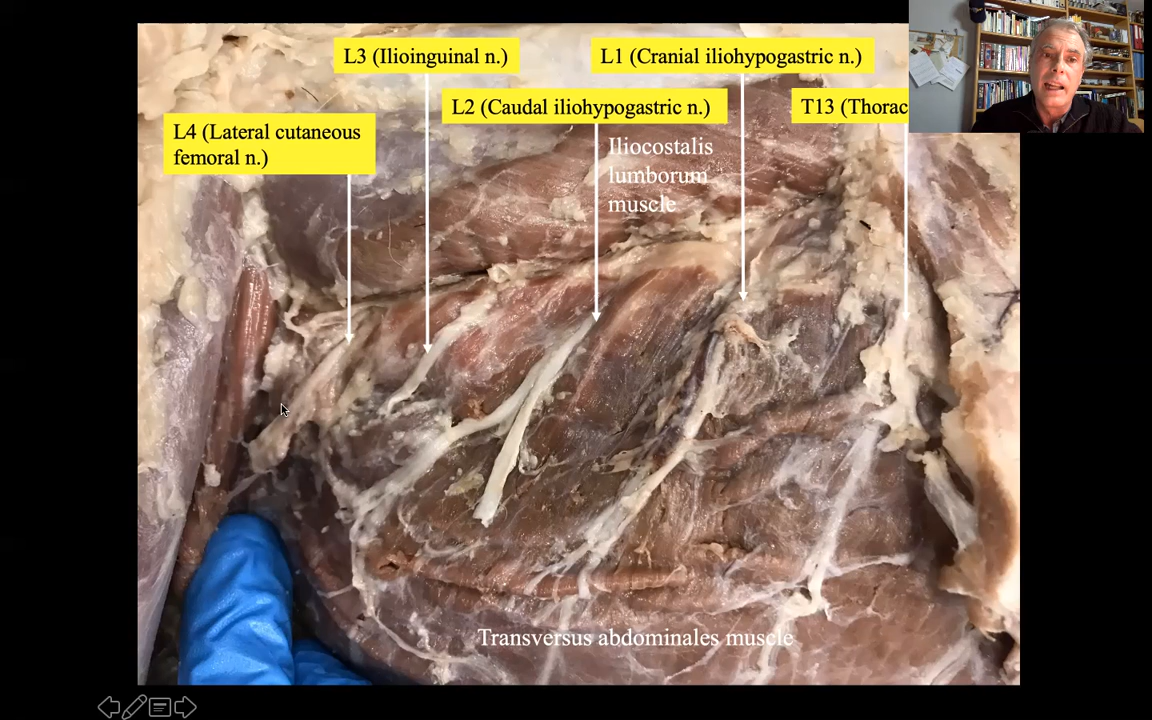 L3 (Ilioinguinal n.)
L1 (Cranial iliohypogastric n.)
L2 (Caudal iliohypogastric n.)
T13 (Thorac
L4 (Lateral cutaneous
femoral n.)
Iliocostalis
lumborum
muscle
Transversus abdominales muscle